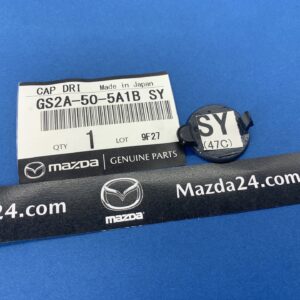 CAP DRI Made in Japan
GS2A-50-5A1B SY
QTY 1 LOT 9F27
mazda GENUINE PARTS
SY
(47C)
Mazda24.com mazda Mazda24.com